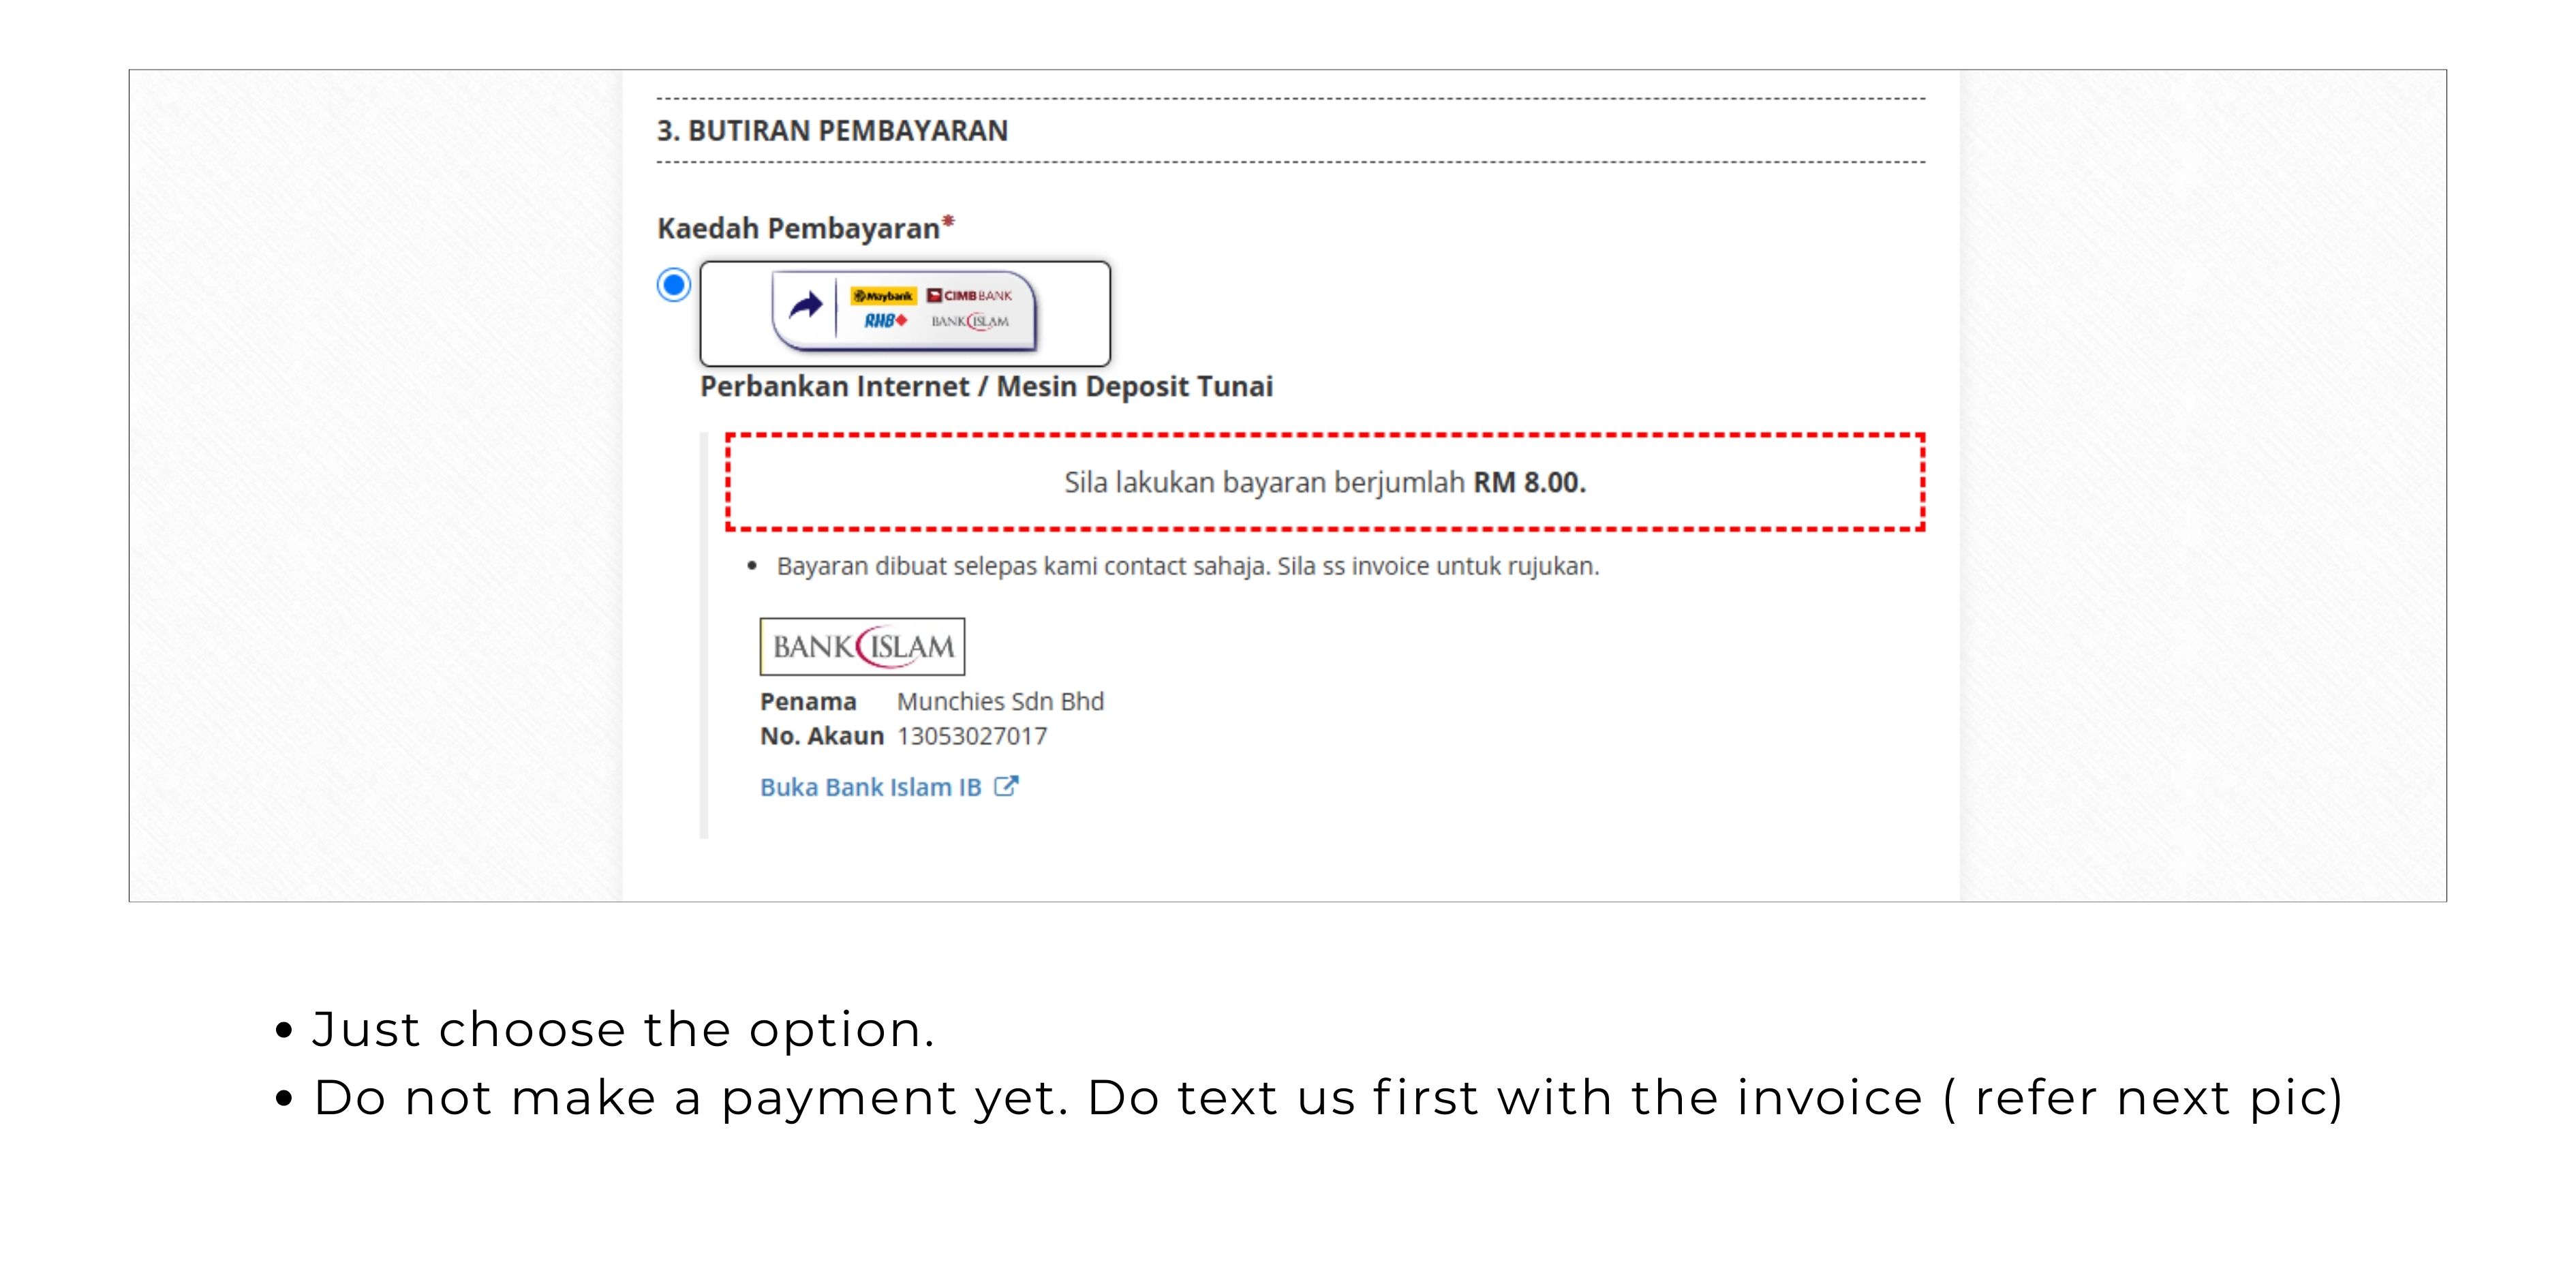 3. BUTIRAN PEMBAYARAN
Kaedah Pembayaran*
Maybank CIMB BANK
RHB BANK ISLAM
Perbankan Internet / Mesin Deposit Tunai
Sila lakukan bayaran berjumlah RM 8.00.
• Bayaran dibuat selepas kami contact sahaja. Sila ss invoice untuk rujukan.
BANK ISLAM
Penama Munchies Sdn Bhd
No. Akaun 13053027017
Buka Bank Islam IB
• Just choose the option.
• Do not make a payment yet. Do text us first with the invoice ( refer next pic)